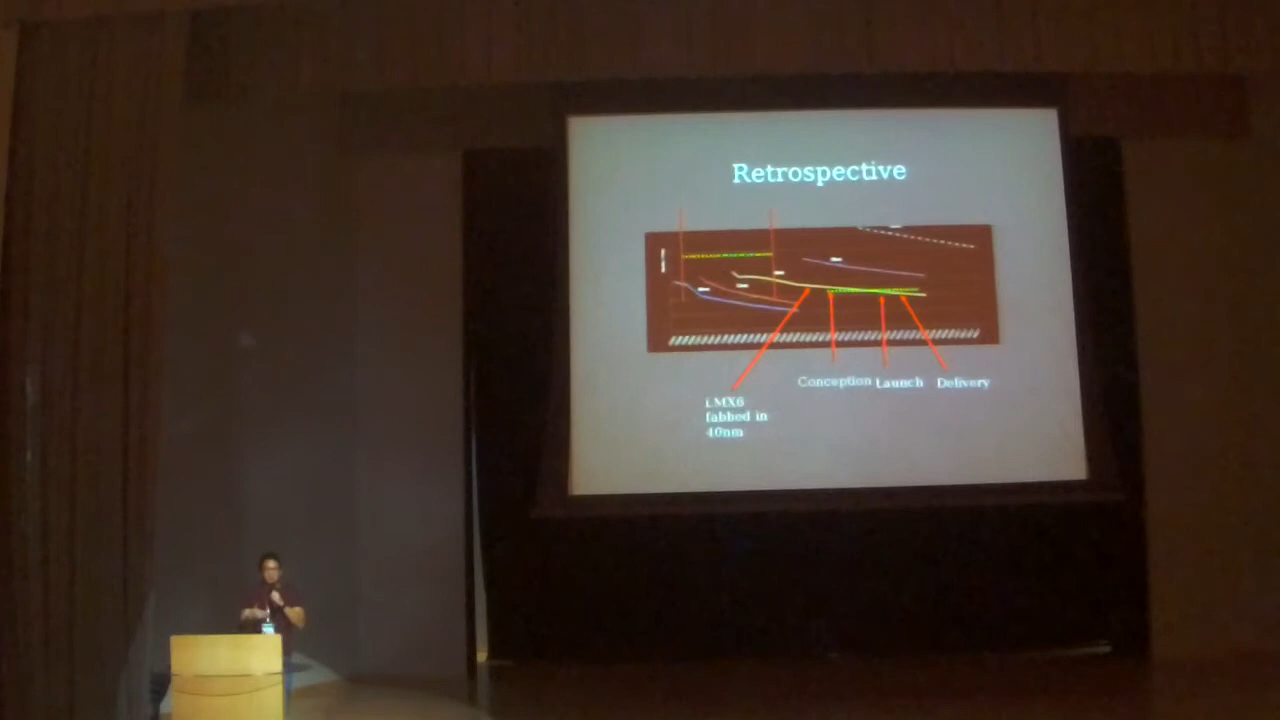 Retrospective
Conception
Launch
Delivery
i.MX6
fabbed in
40nm